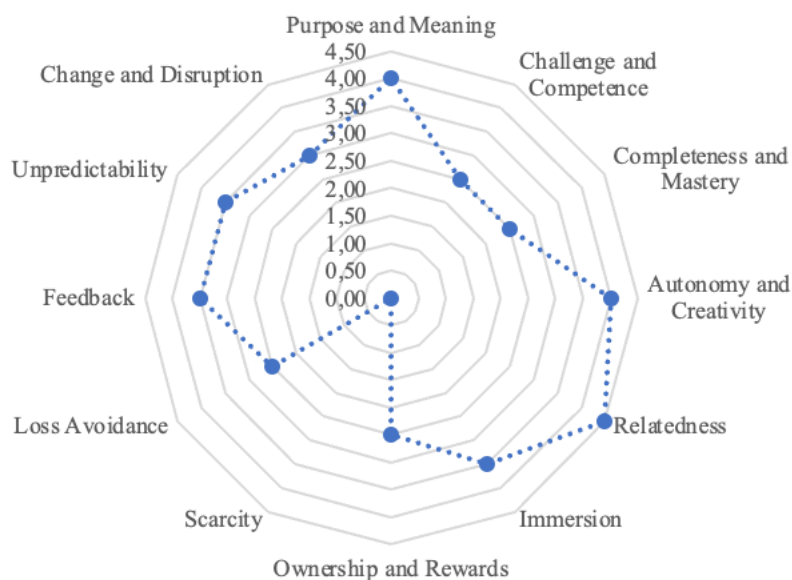 Purpose and Meaning
4,50
4,00
3,50
3,00
2,50
2,00
1,50
1,00
0,50
0,00
Challenge and
Competence
Completeness and
Mastery
Autonomy and
Creativity
Relatedness
Immersion
Ownership and Rewards
Scarcity
Loss Avoidance
Feedback
Unpredictability
Change and Disruption